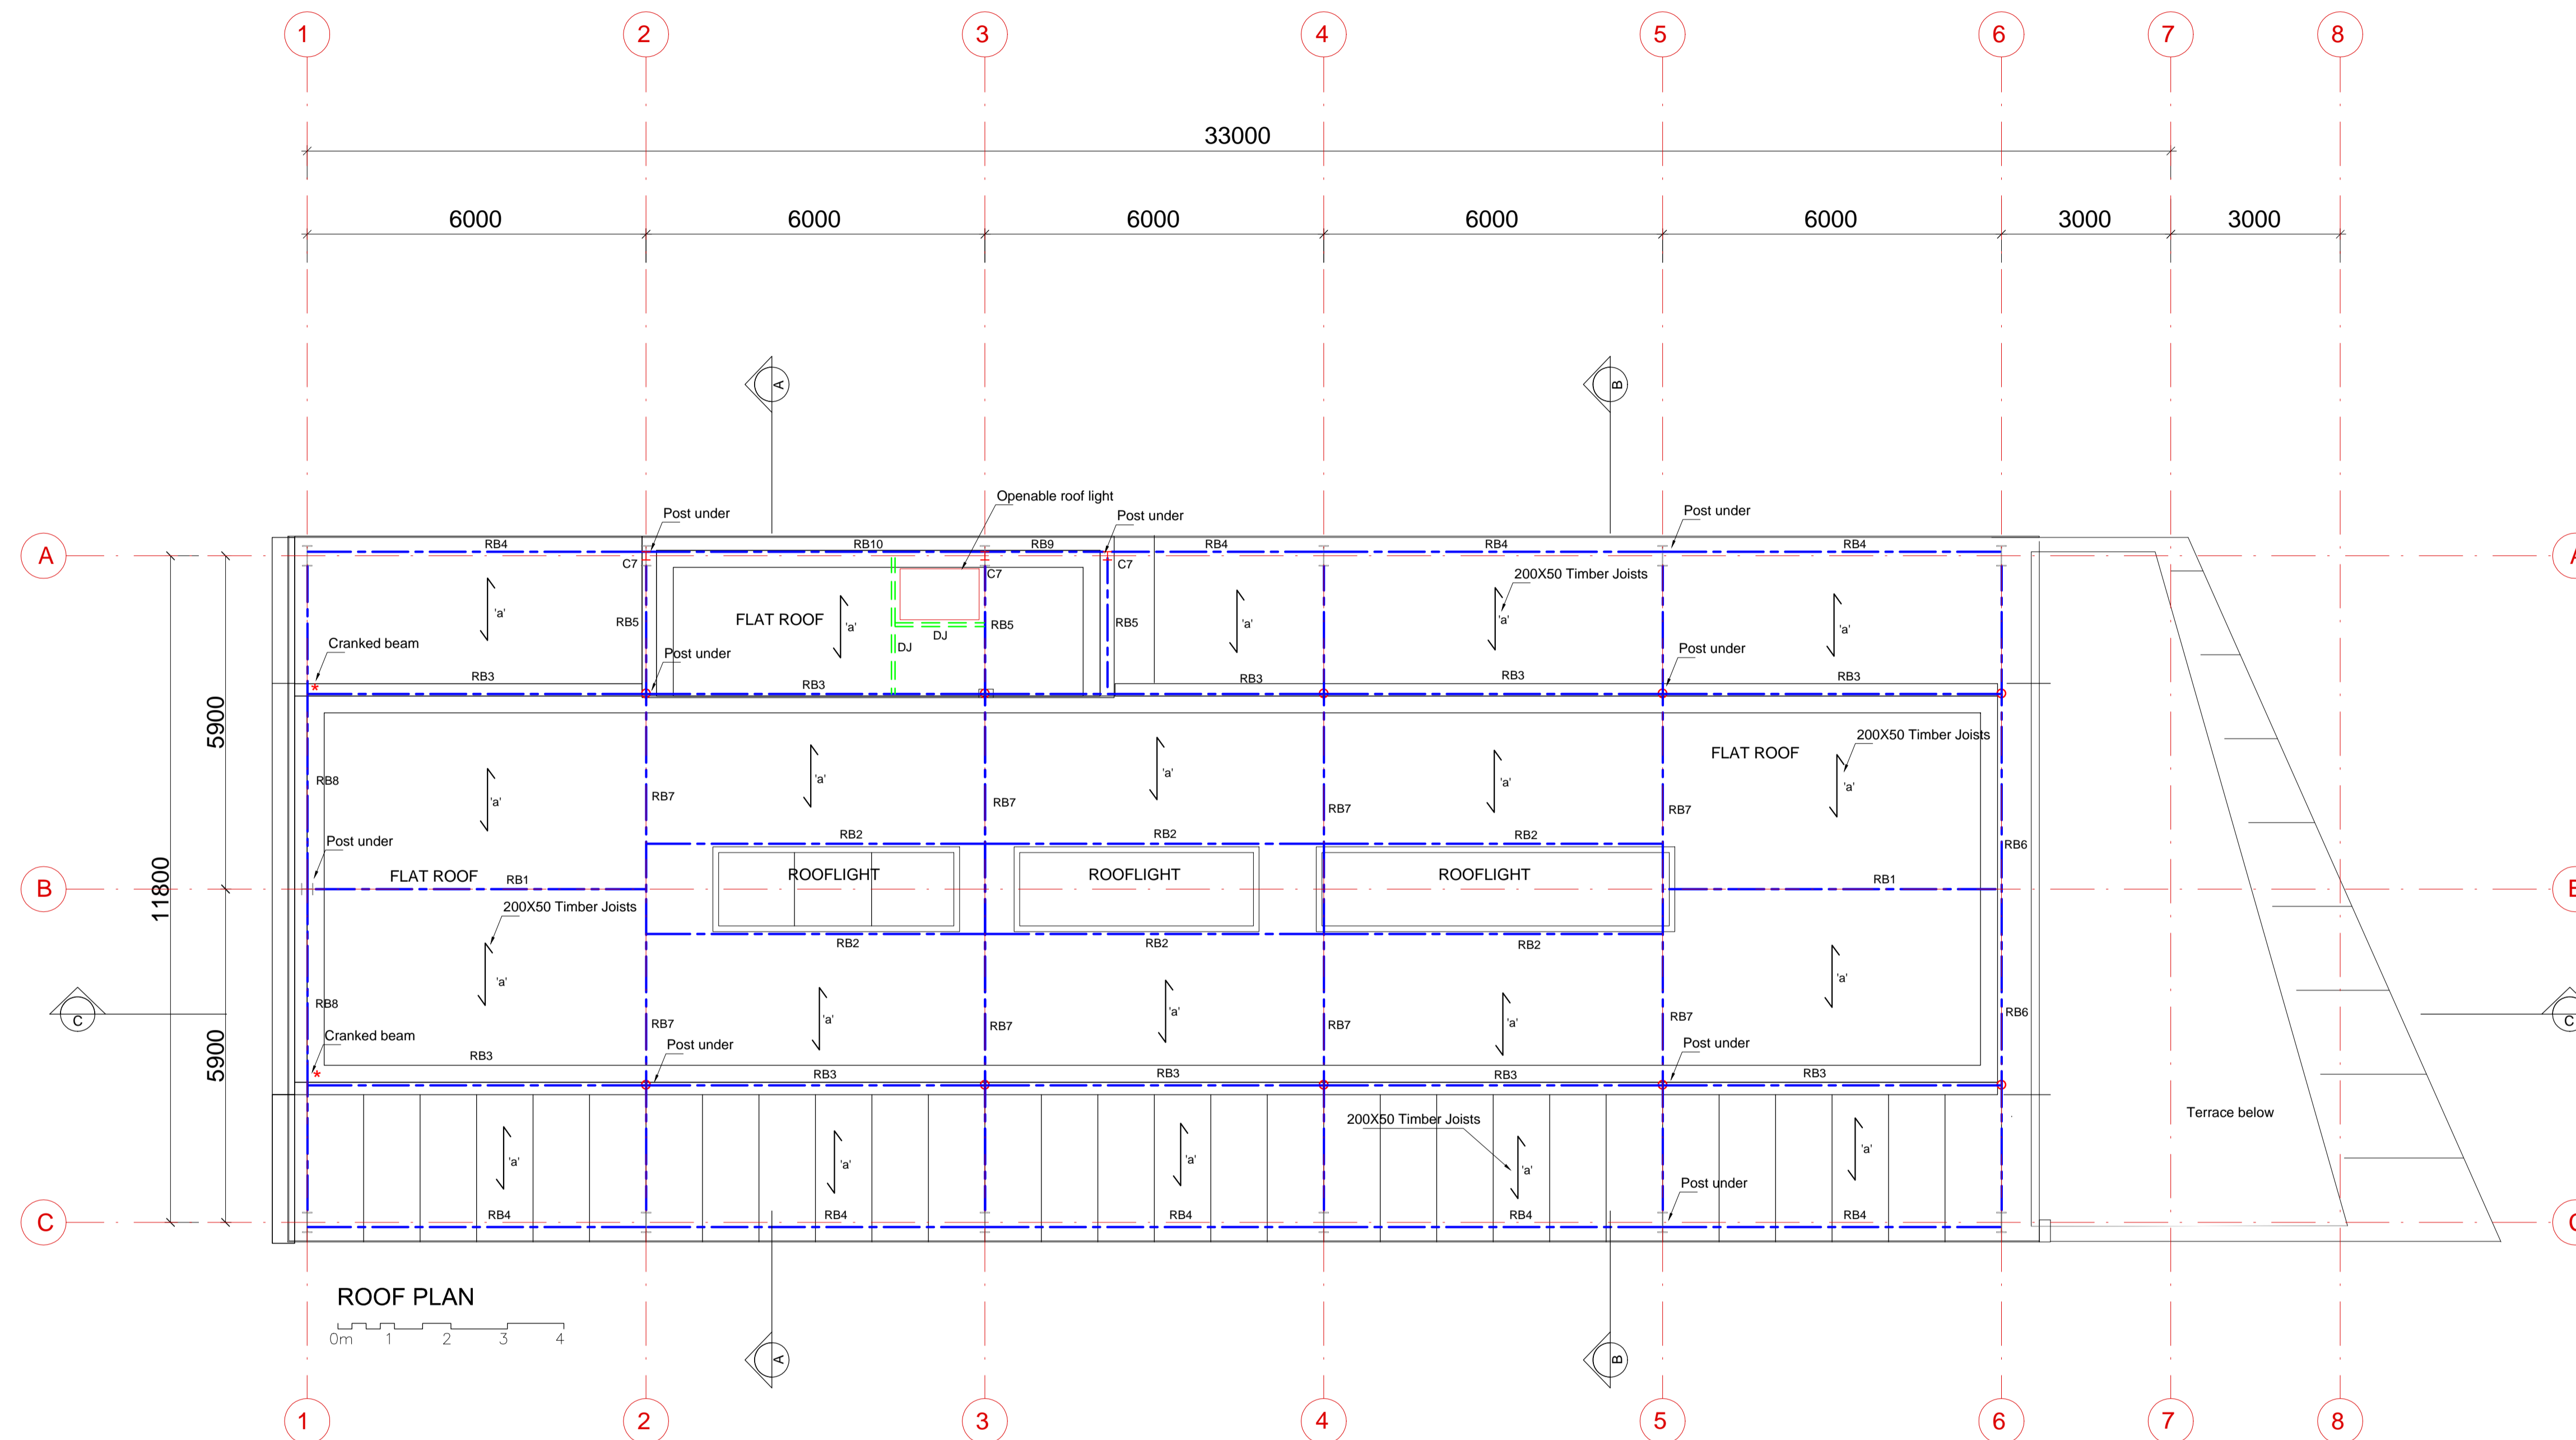 1 2 3 4 5 6 7 8
33000
6000 6000 6000 6000 6000 3000 3000
A B
Openable roof light
Post under Post under Post under
A RB4 RB10 RB9 RB4 RB4 RB4
C7 C7 C7
200X50 Timber Joists
'a' 'a' 'a' 'a' 'a'
FLAT ROOF
RB5 RB5 RB5
DJ
DJ
Cranked beam Post under Post under
RB3 RB3 RB3 RB3 RB3
5900
200X50 Timber Joists
FLAT ROOF
RB8 'a' 'a' 'a' 'a' 'a'
RB7 RB7 RB7 RB7
RB2 RB2 RB2
Post under
RB6
11800
B FLAT ROOF RB1 ROOFLIGHT ROOFLIGHT ROOFLIGHT RB1
200X50 Timber Joists
RB2 RB2 RB2
'a' 'a' 'a' 'a' 'a'
C C
RB8 RB7 RB7 RB7 RB7 RB6
5900
Cranked beam Post under Post under
RB3 RB3 RB3 RB3 RB3
200X50 Timber Joists
Terrace below
'a' 'a' 'a' 'a' 'a'
Post under
C RB4 RB4 RB4 RB4 RB4
ROOF PLAN
0m 1 2 3 4
A B
1 2 3 4 5 6 7 8